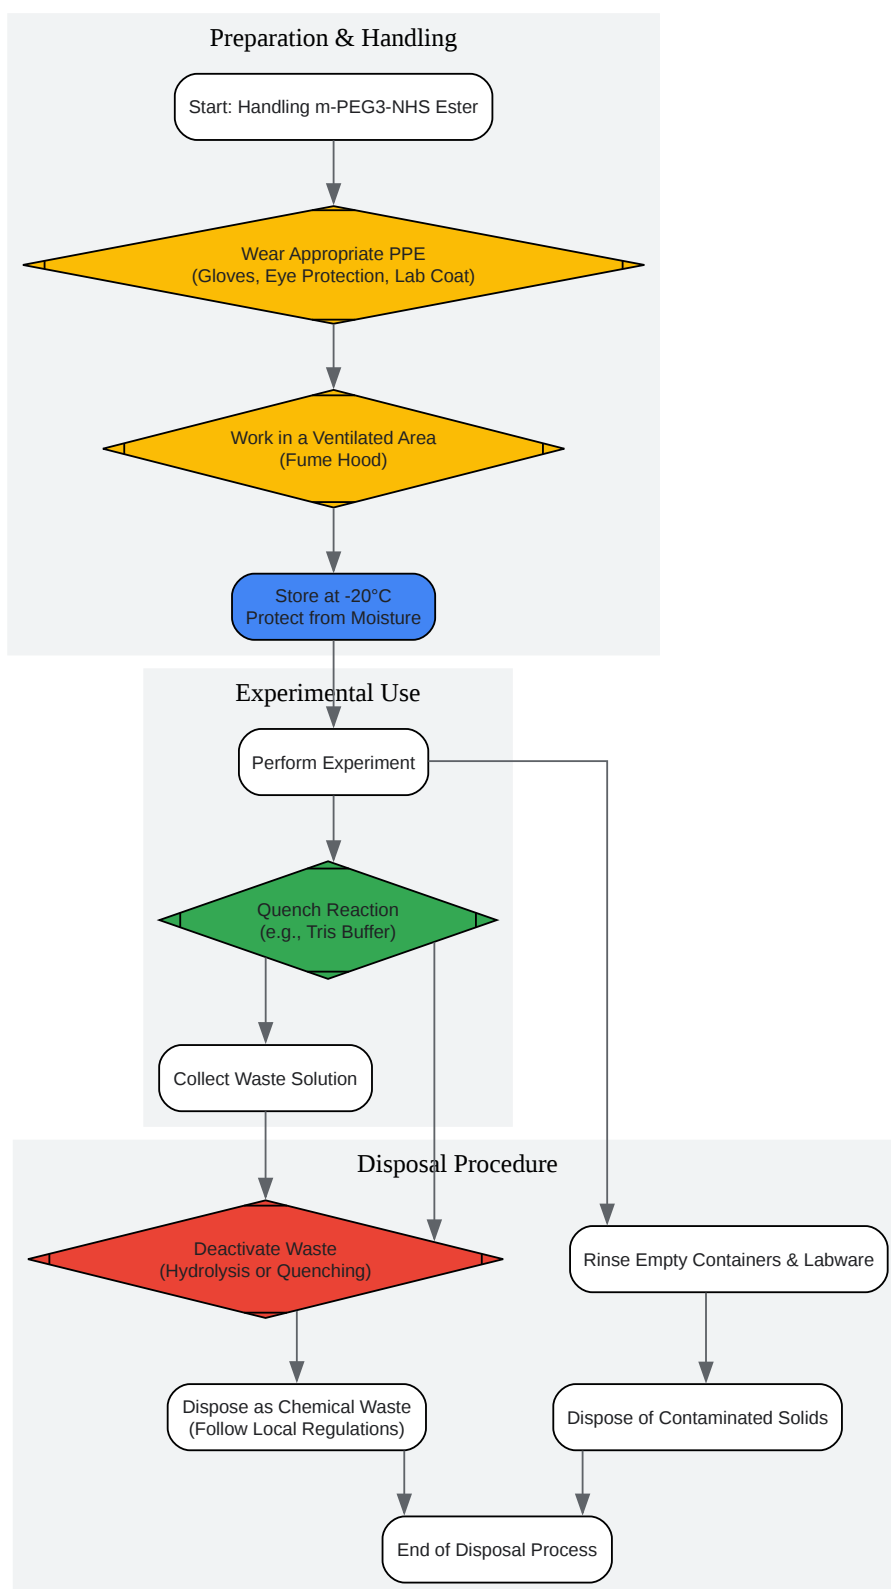 Preparation & Handling
Start: Handling m-PEG3-NHS Ester
Wear Appropriate PPE
(Gloves, Eye Protection, Lab Coat)
Work in a Ventilated Area
(Fume Hood)
Store at -20°C
Protect from Moisture
Experimental Use
Perform Experiment
Quench Reaction
(e.g., Tris Buffer)
Collect Waste Solution
Disposal Procedure
Deactivate Waste
(Hydrolysis or Quenching)
Rinse Empty Containers & Labware
Dispose as Chemical Waste
(Follow Local Regulations)
Dispose of Contaminated Solids
End of Disposal Process